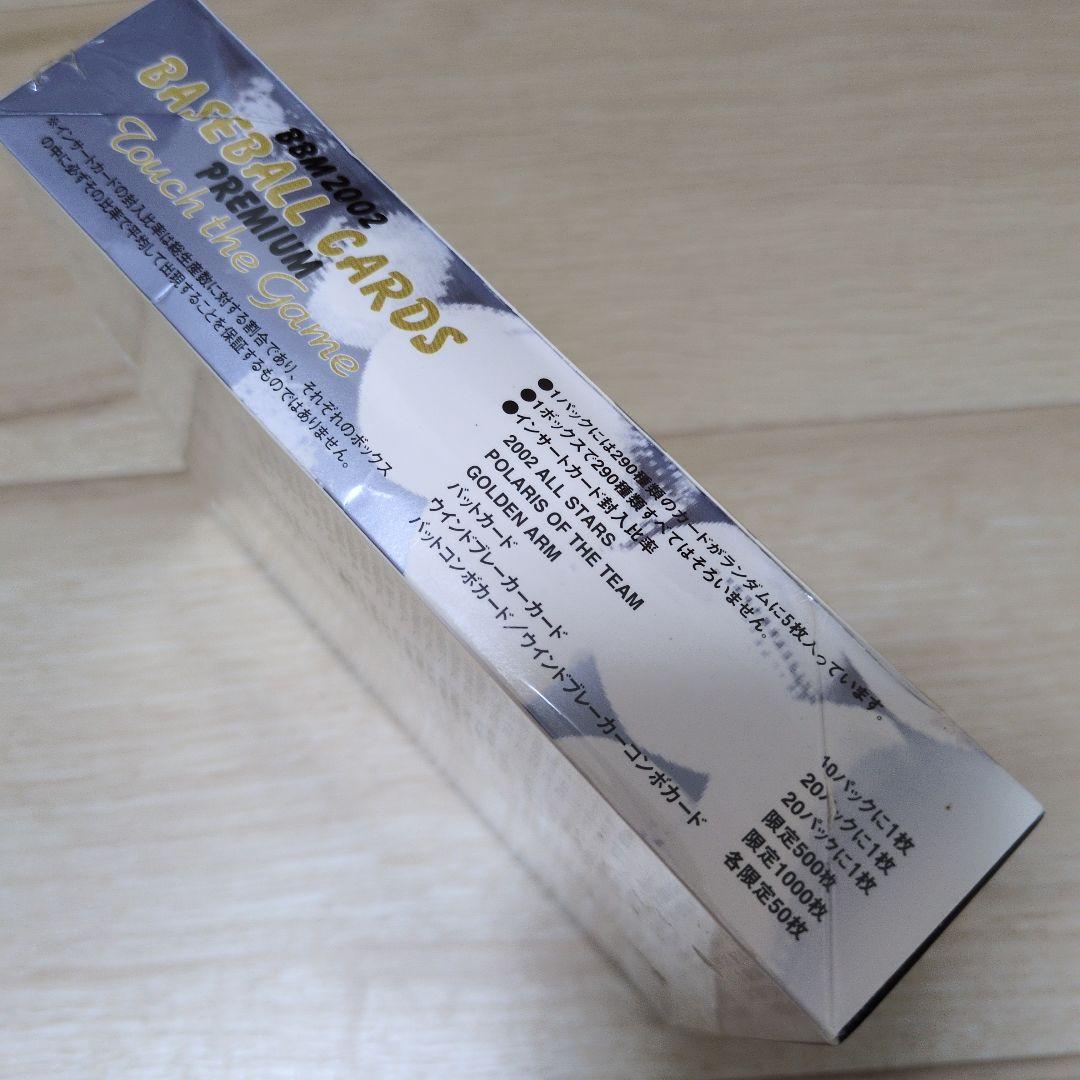 BBM 2002
BASEBALL CARDS
PREMIUM
Touch the Game
●1パックには290種類のカードがランダムに5枚入っています。
●1ボックスで290種類すべてはそろいません。
●インサートカード封入比率
2002 ALL STARS 10パックに1枚
POLARIS OF THE TEAM 20パックに1枚
GOLDEN ARM 20パックに1枚
バットカード 限定500枚
ウインドブレーカーカード 限定1000枚
バットコンボカード/ウインドブレーカーコンボカード 各限定50枚
※インサートカードの封入比率は総生産数に対する割合であり、それぞれのボックス
の中に必ずその比率で平均して出現することを保証するものではありません。